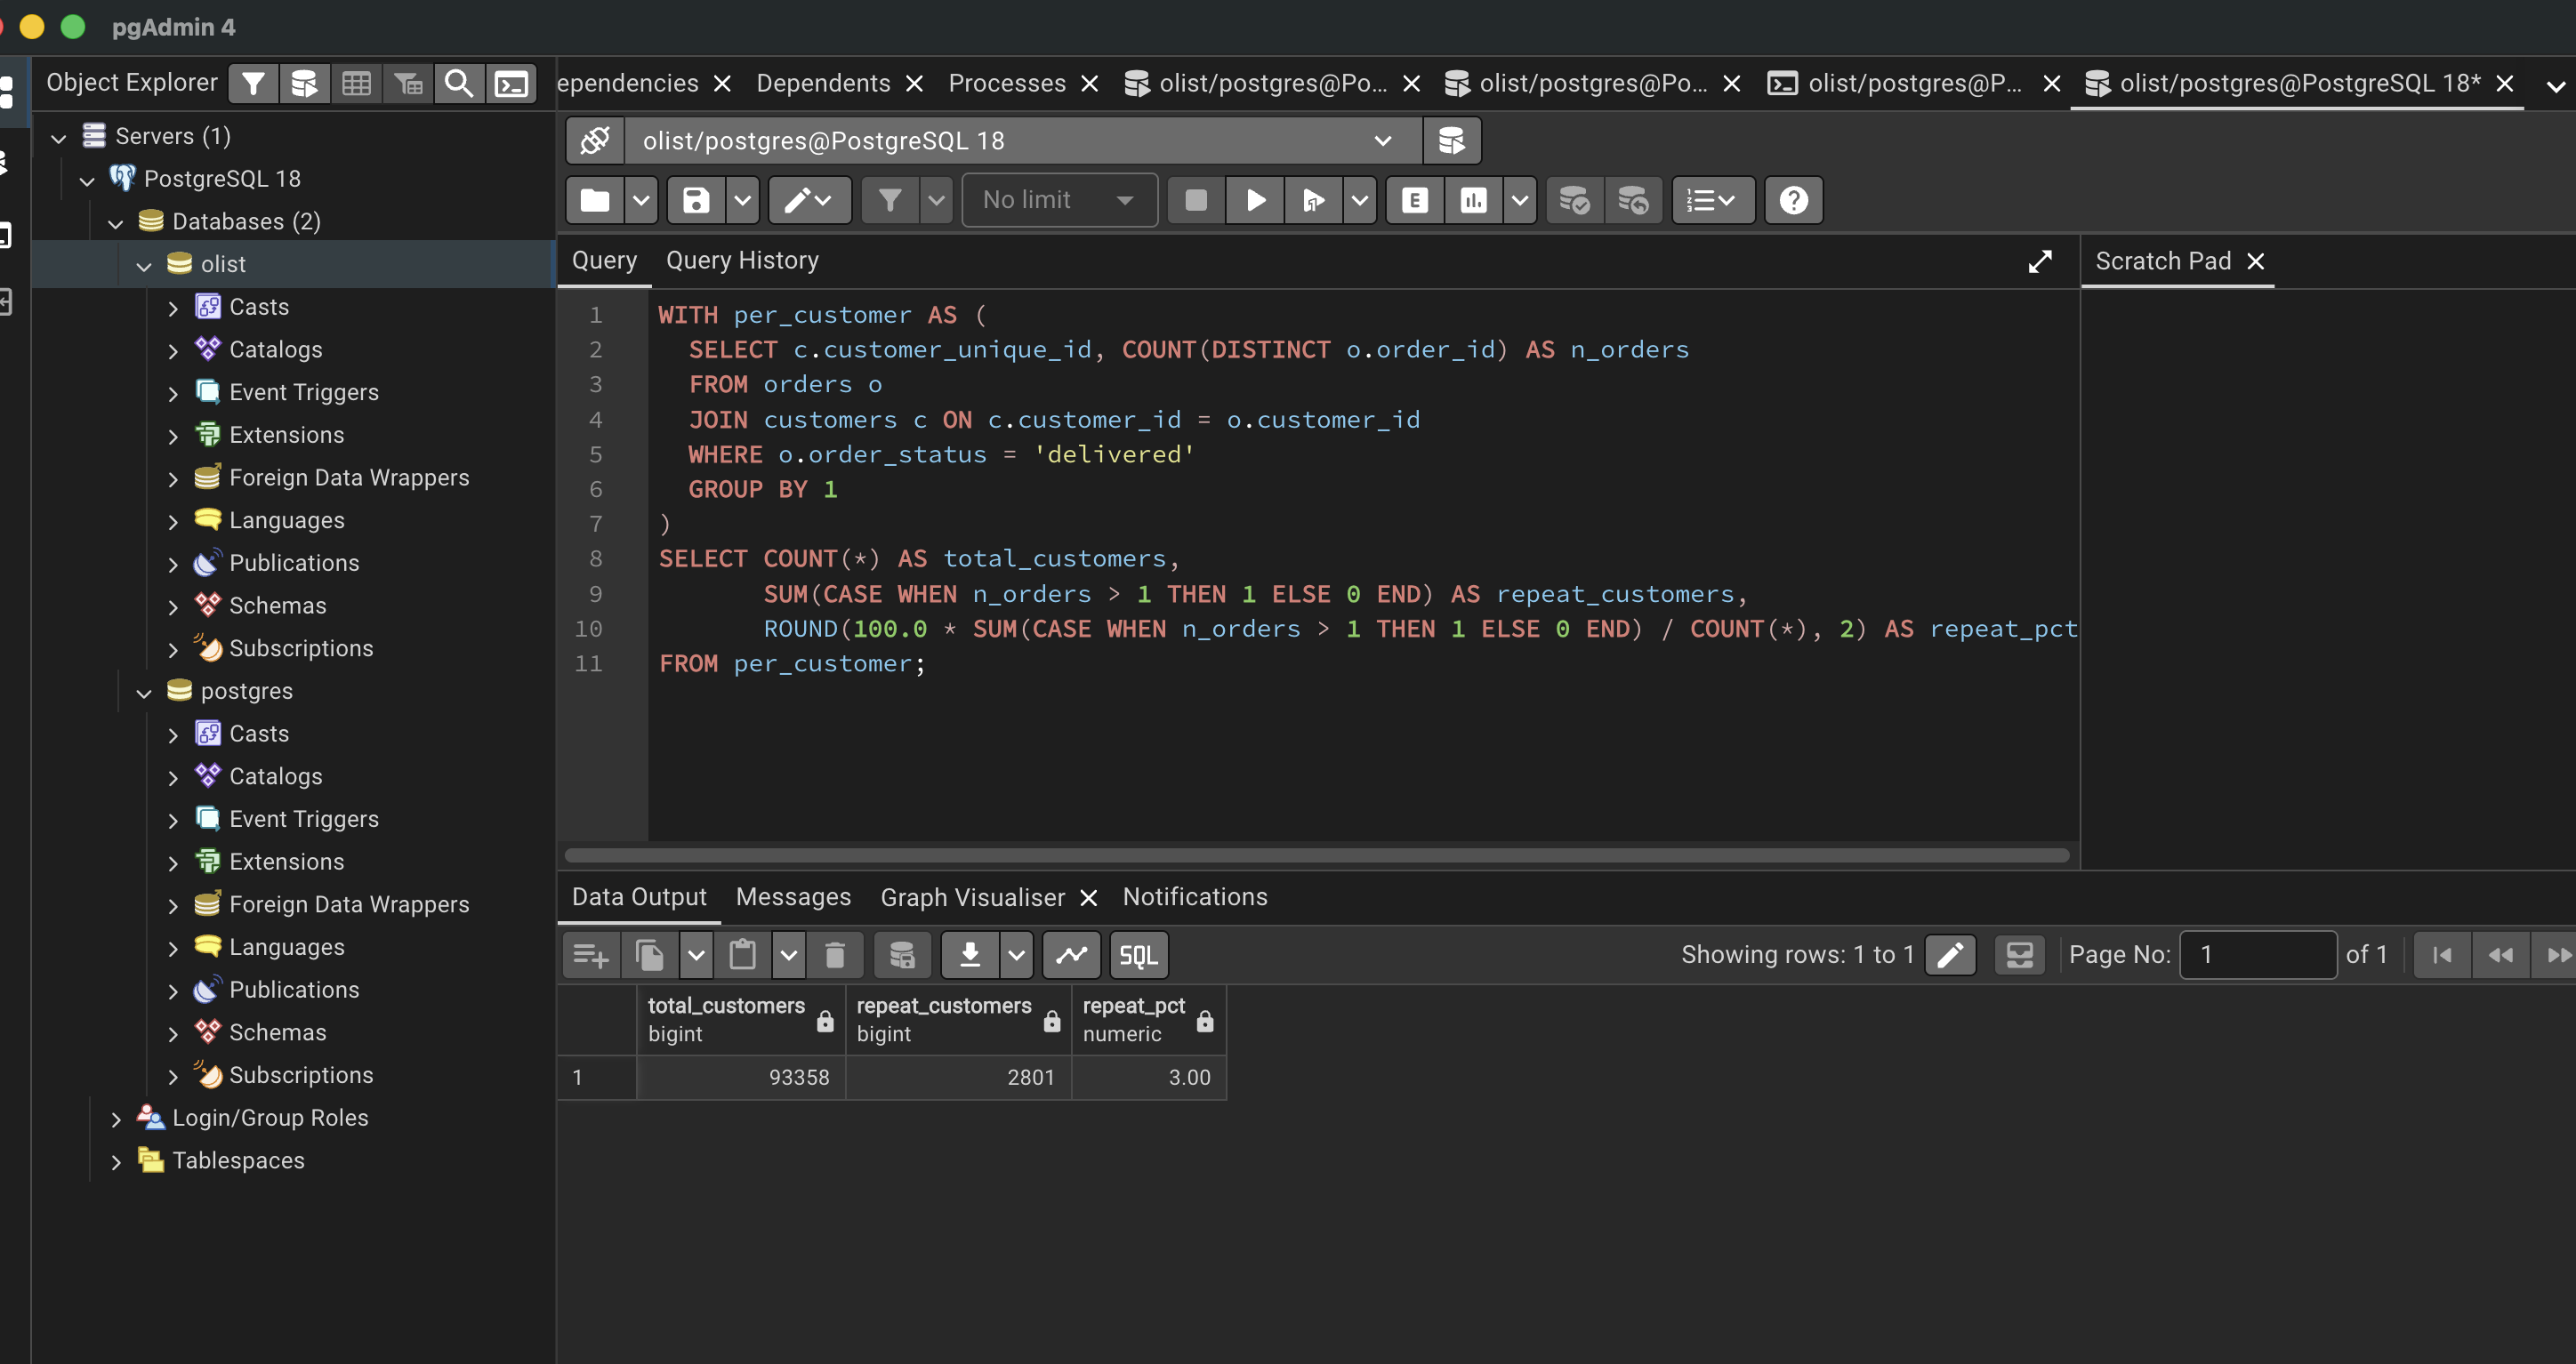 pgAdmin 4
Object Explorer
ependencies
Dependents
Processes
olist/postgres@Po...
olist/postgres@Po...
olist/postgres@P...
olist/postgres@PostgreSQL 18*
Servers (1)
PostgreSQL 18
Databases (2)
olist
Casts
Catalogs
Event Triggers
Extensions
Foreign Data Wrappers
Languages
Publications
Schemas
Subscriptions
postgres
Casts
Catalogs
Event Triggers
Extensions
Foreign Data Wrappers
Languages
Publications
Schemas
Subscriptions
Login/Group Roles
Tablespaces
olist/postgres@PostgreSQL 18
No limit
E
Query
Query History
Scratch Pad
1 WITH per_customer AS (
2 SELECT c.customer_unique_id, COUNT(DISTINCT o.order_id) AS n_orders
3 FROM orders o
4 JOIN customers c ON c.customer_id = o.customer_id
5 WHERE o.order_status = 'delivered'
6 GROUP BY 1
7 )
8 SELECT COUNT(*) AS total_customers,
9 SUM(CASE WHEN n_orders > 1 THEN 1 ELSE 0 END) AS repeat_customers,
10 ROUND(100.0 * SUM(CASE WHEN n_orders > 1 THEN 1 ELSE 0 END) / COUNT(*), 2) AS repeat_pct
11 FROM per_customer;
Data Output
Messages
Graph Visualiser
Notifications
SQL
Showing rows: 1 to 1
Page No: 1 of 1
total_customers repeat_customers repeat_pct
bigint bigint numeric
1 93358 2801 3.00